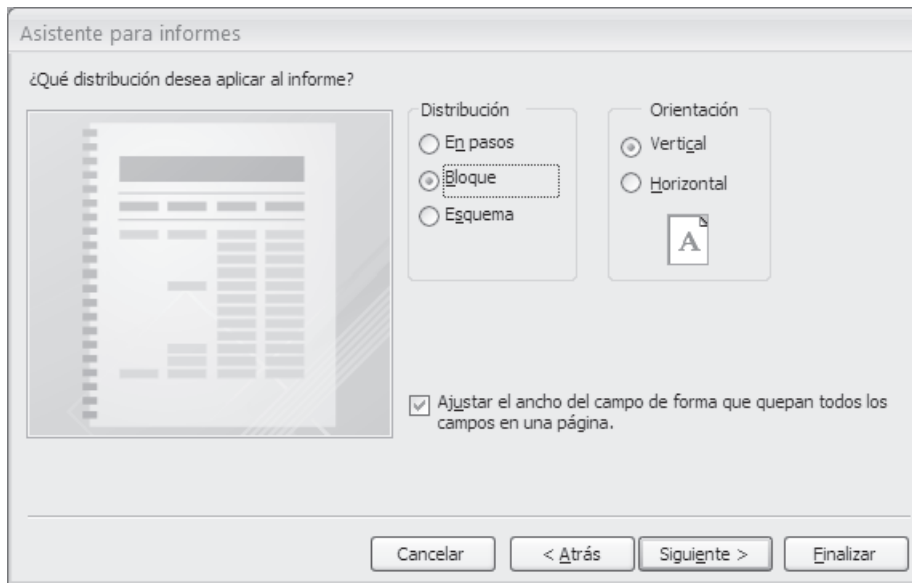 Asistente para informes
¿Qué distribución desea aplicar al informe?
Distribución
En pasos
Bloque
Esquema
Orientación
Vertical
Horizontal
A
Ajustar el ancho del campo de forma que quepan todos los
campos en una página.
Cancelar
< Atrás
Siguiente >
Finalizar